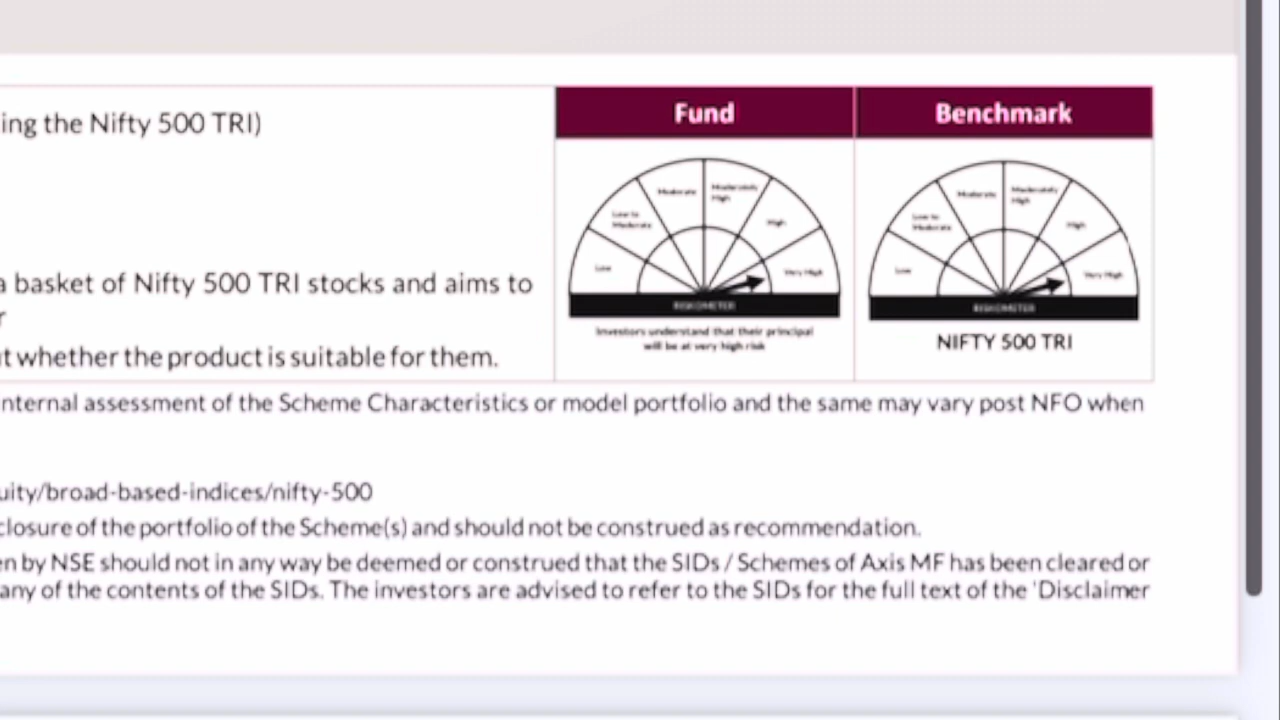 ing the Nifty 500 TRI)
Fund
Benchmark
Moderate
Moderately
High
Low to
Moderate
High
Low
Very High
RISKOMETER
Investors understand that their principal
will be at very high risk
Moderate
Moderately
High
Low to
Moderate
High
Low
Very High
RISKOMETER
NIFTY 500 TRI
a basket of Nifty 500 TRI stocks and aims to
r
t whether the product is suitable for them.
nternal assessment of the Scheme Characteristics or model portfolio and the same may vary post NFO when
uity/broad-based-indices/nifty-500
closure of the portfolio of the Scheme(s) and should not be construed as recommendation.
en by NSE should not in any way be deemed or construed that the SIDs / Schemes of Axis MF has been cleared or
any of the contents of the SIDs. The investors are advised to refer to the SIDs for the full text of the 'Disclaimer